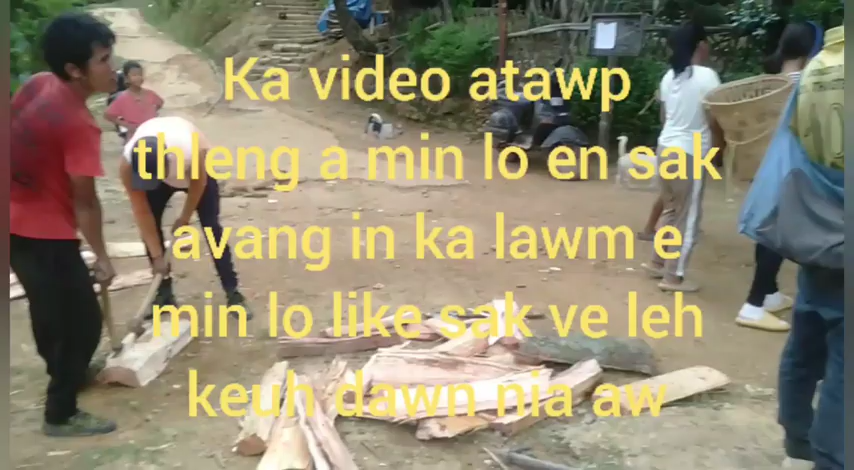 Ka video atawp
thleng a min lo en sak
avang in ka lawm e
min lo like sak ve leh
keuh dawn nia aw